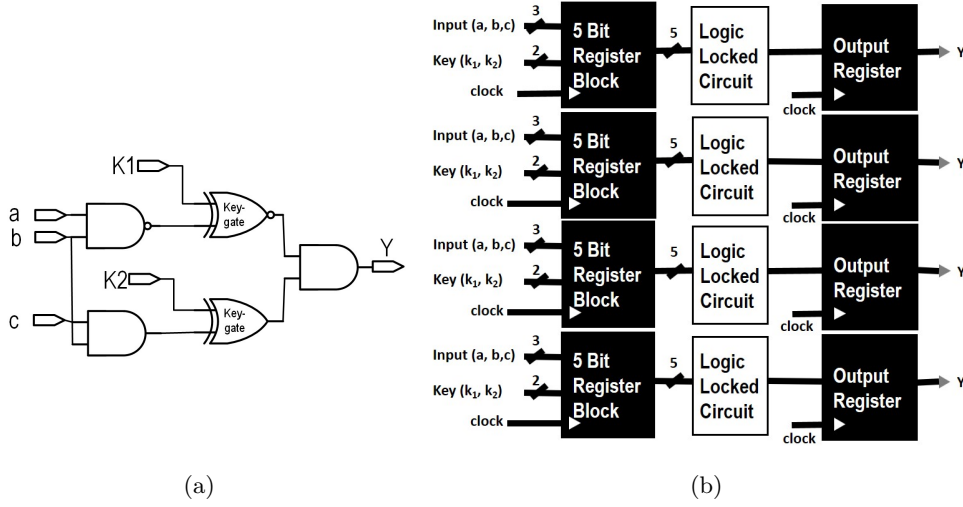 K1
a
b
Key-
gate
Y
K2
c
Key-
gate
(a)
Input (a, b,c)
3
Key (k₁, k₂)
2
clock
5 Bit
Register
Block
5
Logic
Locked
Circuit
Output
Register
clock
Y
Input (a, b,c)
3
Key (k₁, k₂)
2
clock
5 Bit
Register
Block
5
Logic
Locked
Circuit
Output
Register
clock
Y
Input (a, b,c)
3
Key (k₁, k₂)
2
clock
5 Bit
Register
Block
5
Logic
Locked
Circuit
Output
Register
clock
Y
Input (a, b,c)
3
Key (k₁, k₂)
2
clock
5 Bit
Register
Block
5
Logic
Locked
Circuit
Output
Register
clock
Y
(b)